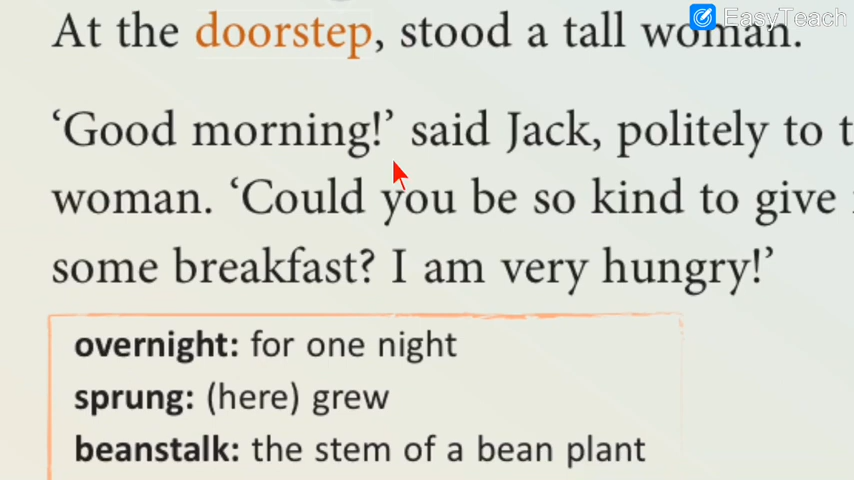 At the doorstep, stood a tall woman.
EasyTeach
‘Good morning!’ said Jack, politely to
woman. ‘Could you be so kind to give
some breakfast? I am very hungry!’
overnight: for one night
sprung: (here) grew
beanstalk: the stem of a bean plant